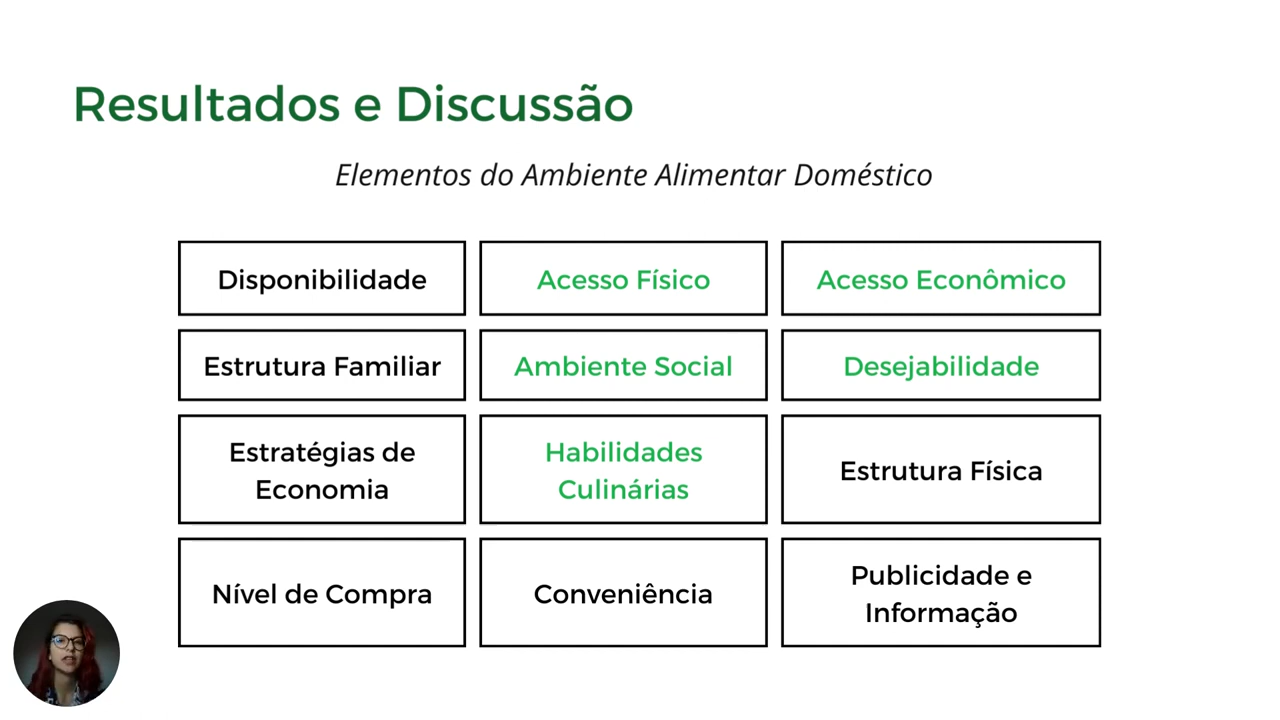 Resultados e Discussão
Elementos do Ambiente Alimentar Doméstico
Disponibilidade
Acesso Físico
Acesso Econômico
Estrutura Familiar
Ambiente Social
Desejabilidade
Estratégias de
Economia
Habilidades
Culinárias
Estrutura Física
Nível de Compra
Conveniência
Publicidade e
Informação